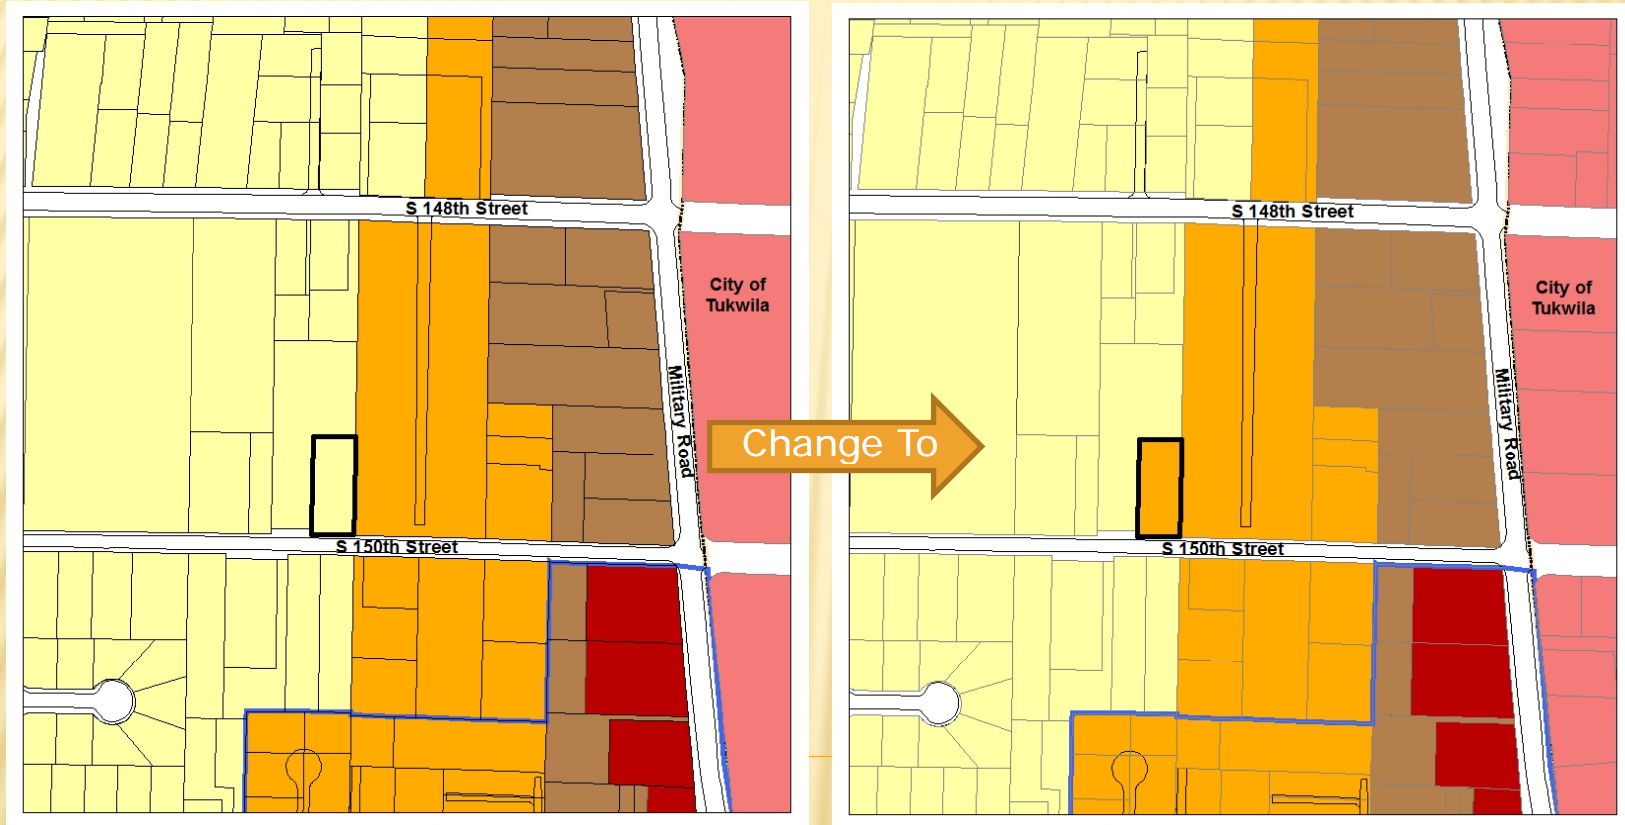 S 148th Street
City of
Tukwila
Military Road
S 150th Street
Change To
S 148th Street
City of
Tukwila
Military Road
S 150th Street